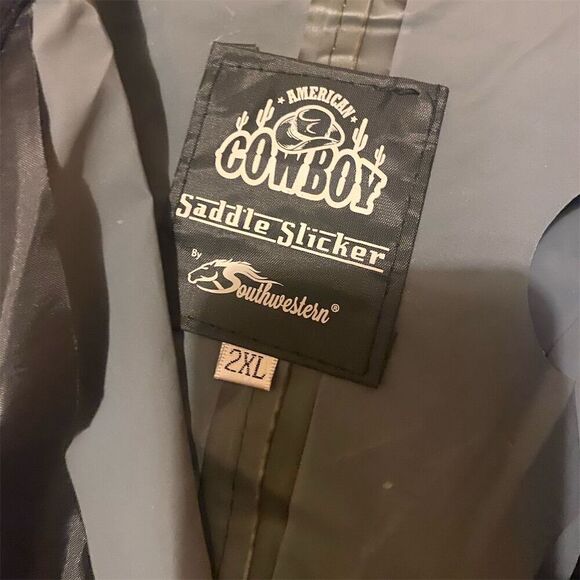 AMERICAN
COWBOY
Saddle Slicker
By
Southwestern®
2XL